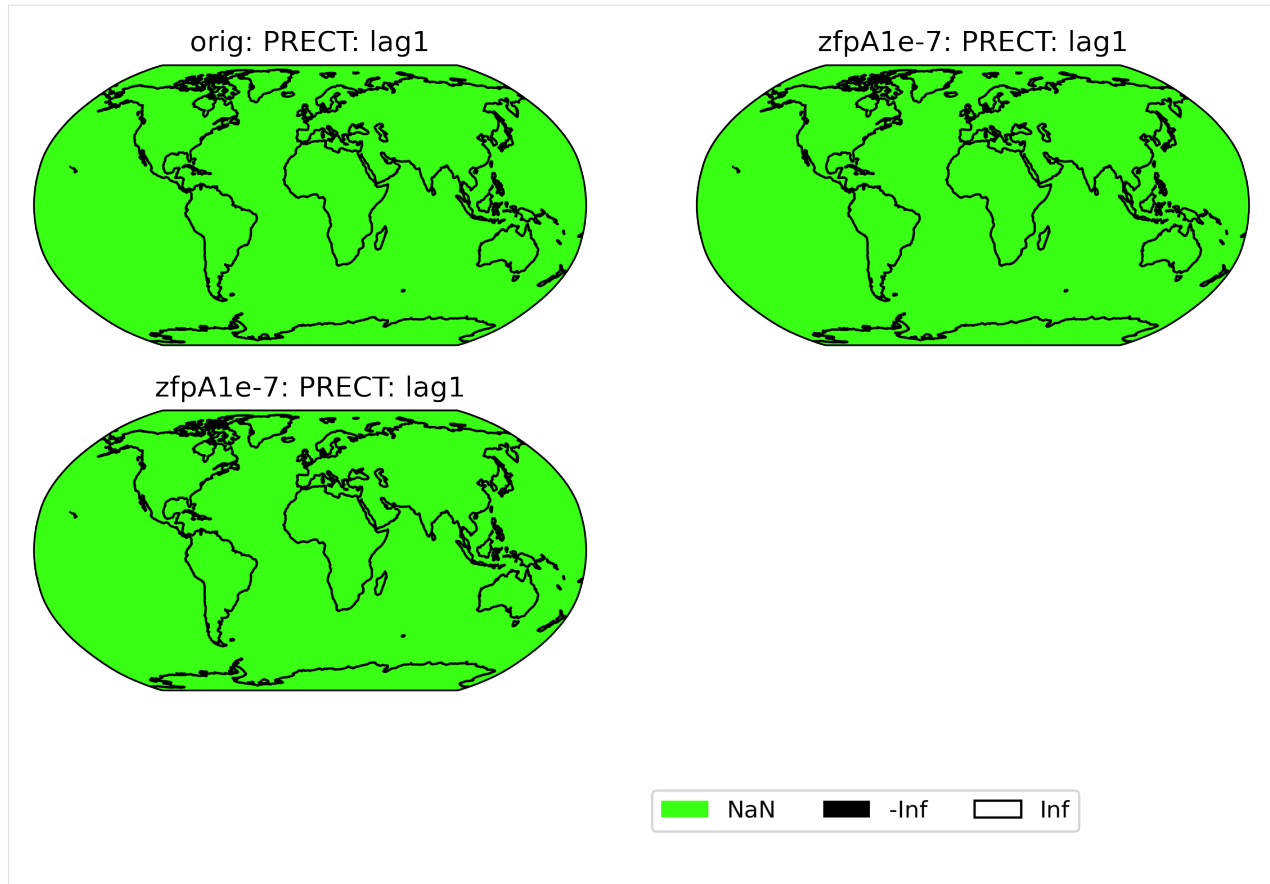 orig: PRECT: lag1
zfpA1e-7: PRECT: lag1
zfpA1e-7: PRECT: lag1
NaN -Inf Inf